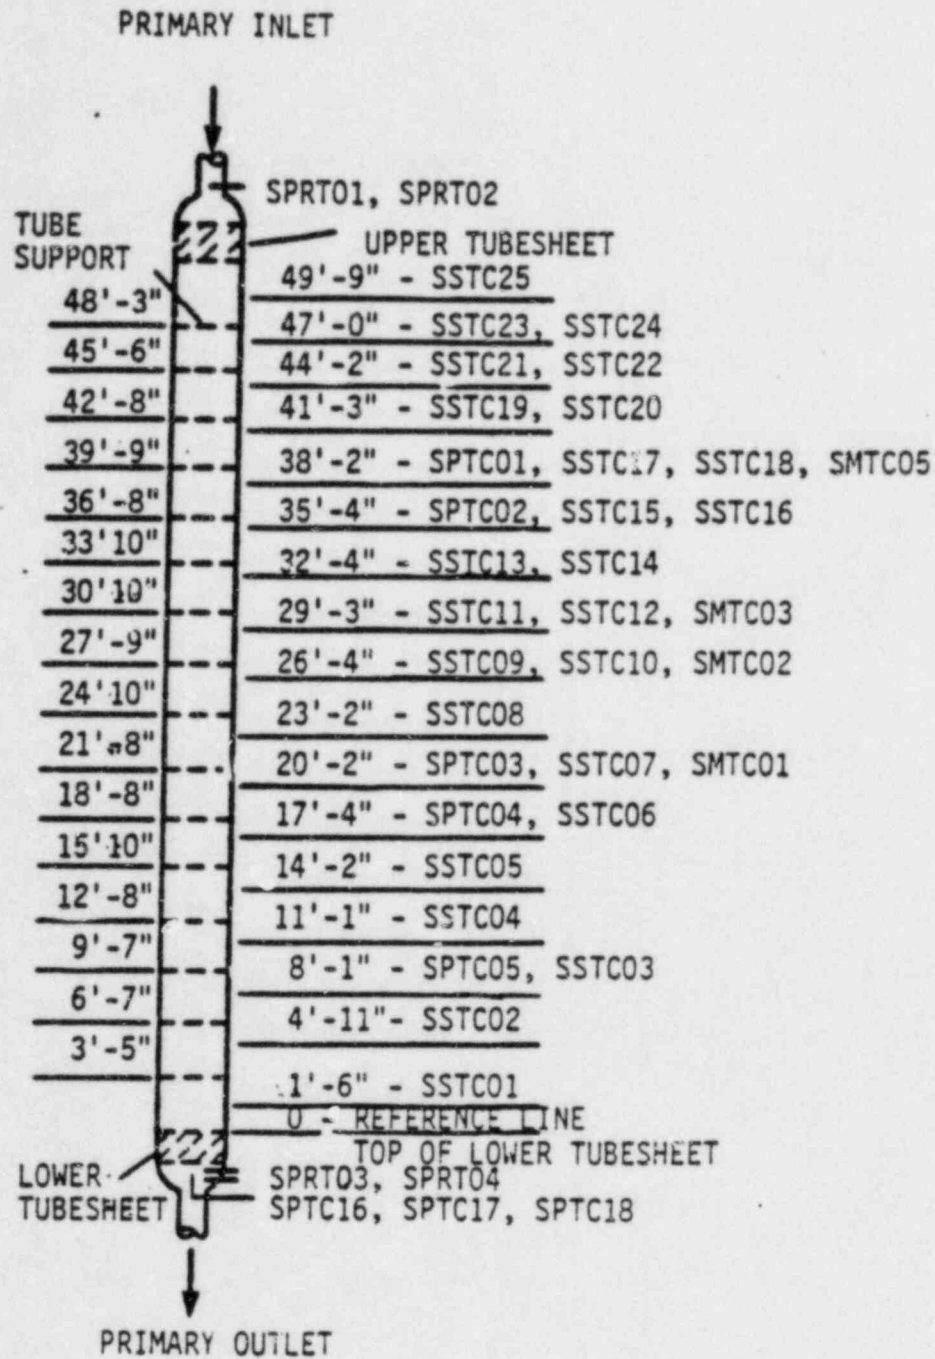 PRIMARY INLET
SPRT01, SPRT02
TUBE
SUPPORT
UPPER TUBESHEET
49'-9" - SSTC25
48'-3"
47'-0" - SSTC23, SSTC24
45'-6"
44'-2" - SSTC21, SSTC22
42'-8"
41'-3" - SSTC19, SSTC20
39'-9"
38'-2" - SPTC01, SSTC17, SSTC18, SMTC05
36'-8"
35'-4" - SPTC02, SSTC15, SSTC16
33'10"
32'-4" - SSTC13, SSTC14
30'10"
29'-3" - SSTC11, SSTC12, SMTC03
27'-9"
26'-4" - SSTC09, SSTC10, SMTC02
24'10"
23'-2" - SSTC08
21'-8"
20'-2" - SPTC03, SSTC07, SMTC01
18'-8"
17'-4" - SPTC04, SSTC06
15'10"
14'-2" - SSTC05
12'-8"
11'-1" - SSTC04
9'-7"
8'-1" - SPTC05, SSTC03
6'-7"
4'-11"- SSTC02
3'-5"
1'-6" - SSTC01
0 - REFERENCE LINE
TOP OF LOWER TUBESHEET
LOWER
TUBESHEET
SPRT03, SPRT04
SPTC16, SPTC17, SPTC18
PRIMARY OUTLET